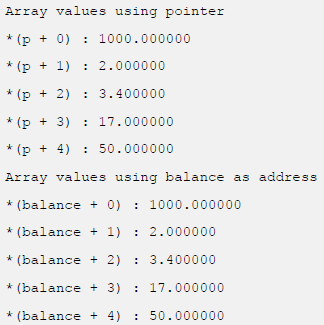 Array values using pointer
*(p + 0) : 1000.000000
*(p + 1) : 2.000000
*(p + 2) : 3.400000
*(p + 3) : 17.000000
*(p + 4) : 50.000000
Array values using balance as address
*(balance + 0) : 1000.000000
*(balance + 1) : 2.000000
*(balance + 2) : 3.400000
*(balance + 3) : 17.000000
*(balance + 4) : 50.000000